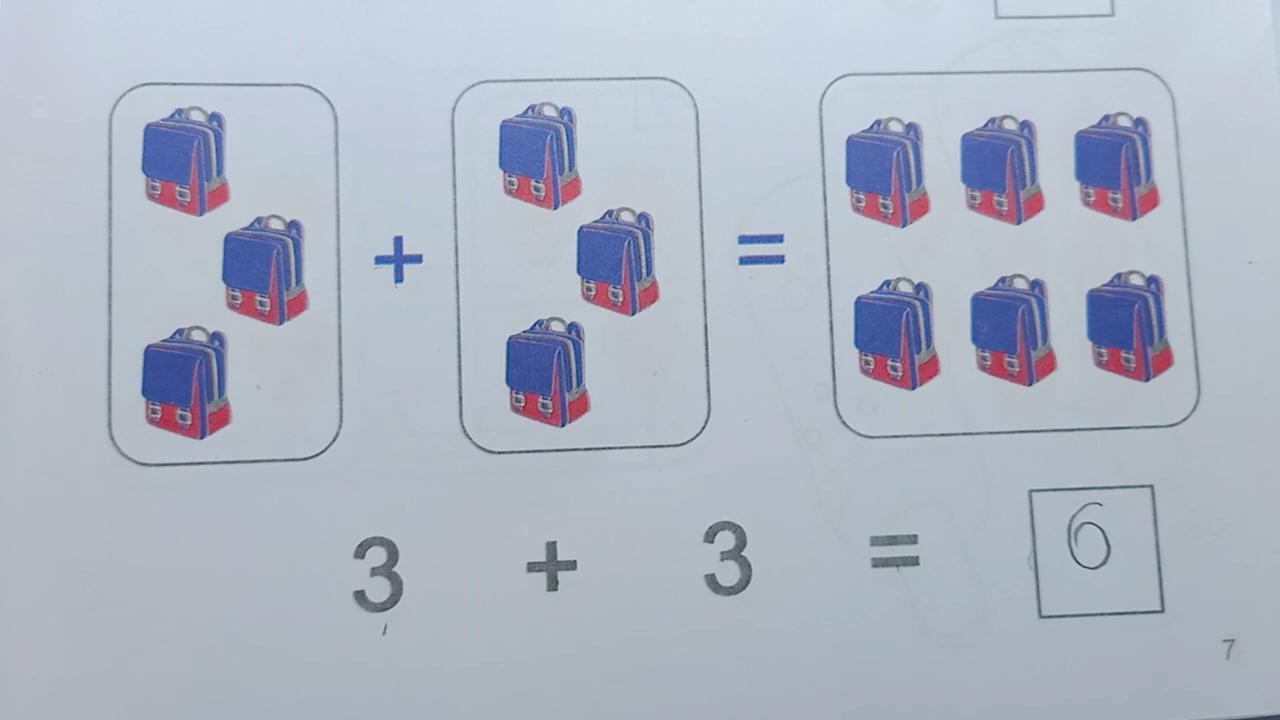 + =
3 + 3 = 6
7